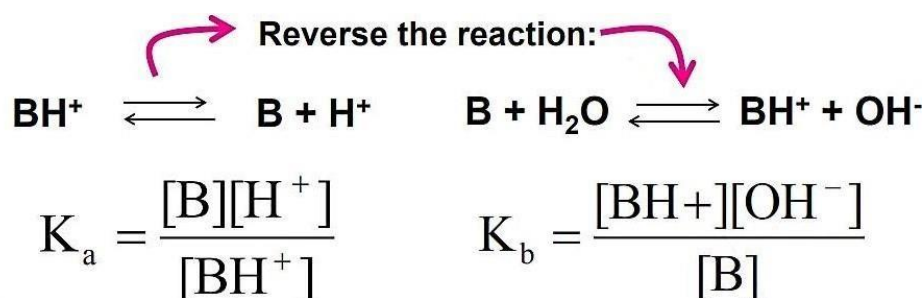 Reverse the reaction:
BH⁺ ⇌ B + H⁺
B + H₂O ⇌ BH⁺ + OH⁻
Kₐ = [B][H⁺] / [BH⁺]
K_b = [BH+][OH⁻] / [B]